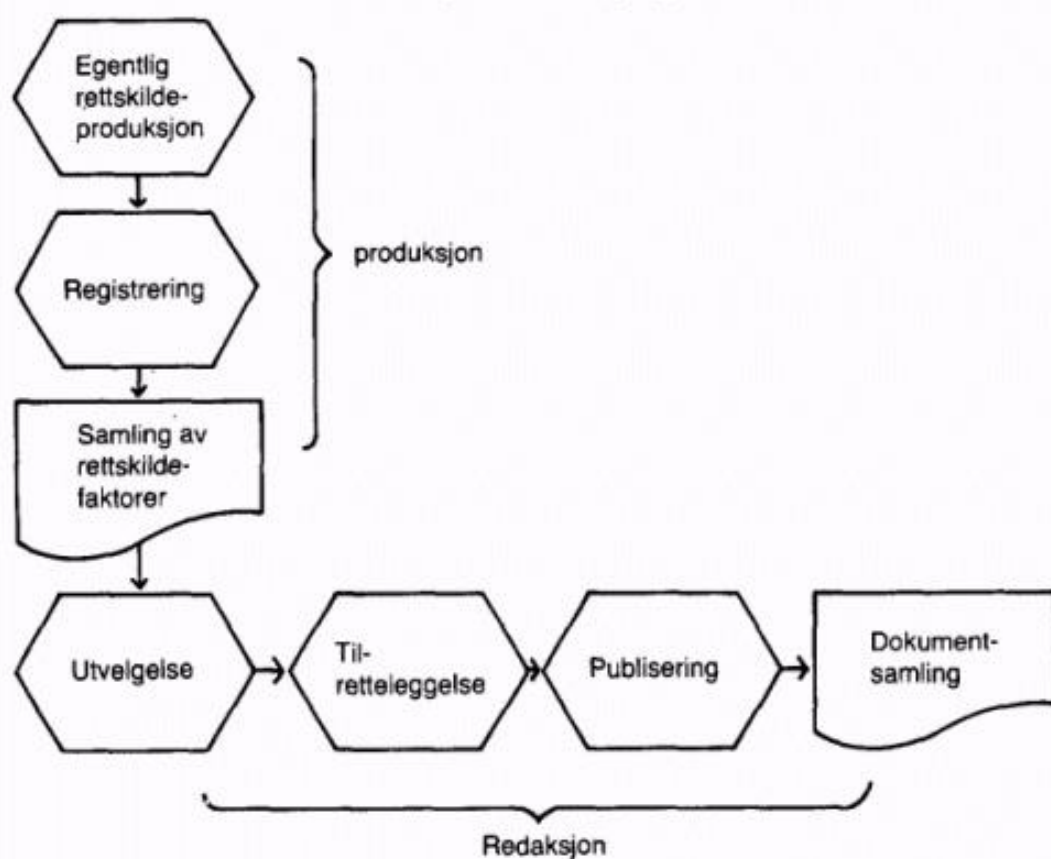 Egentlig
rettskilde-
produksjon
Registrering
produksjon
Samling av
rettskilde-
faktorer
Utvelgelse
Til-
retteleggelse
Publisering
Dokument-
samling
Redaksjon